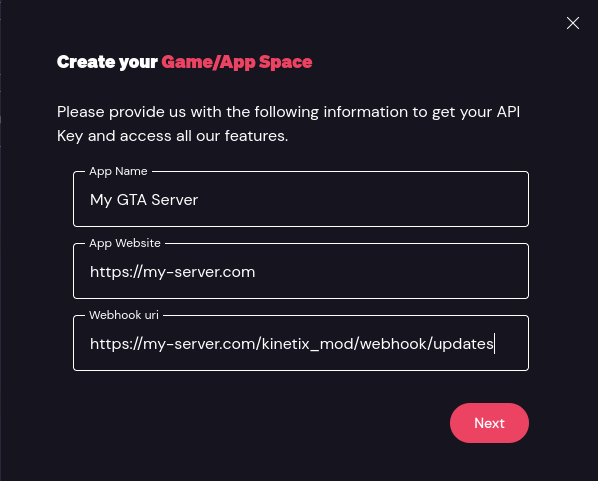 Create your Game/App Space
Please provide us with the following information to get your API
Key and access all our features.
App Name
My GTA Server
App Website
https://my-server.com
Webhook uri
https://my-server.com/kinetix_mod/webhook/updates
Next